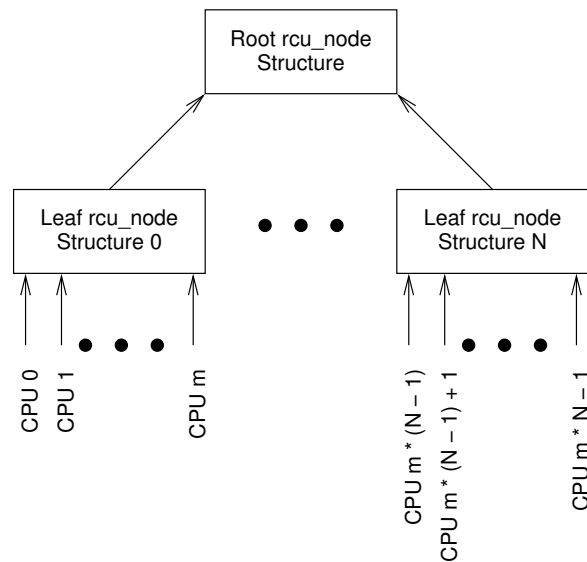 Root rcu_node
Structure
Leaf rcu_node
Structure 0
Leaf rcu_node
Structure N
CPU 0
CPU 1
CPU m
CPU m * (N − 1)
CPU m * (N − 1) + 1
CPU m * N − 1